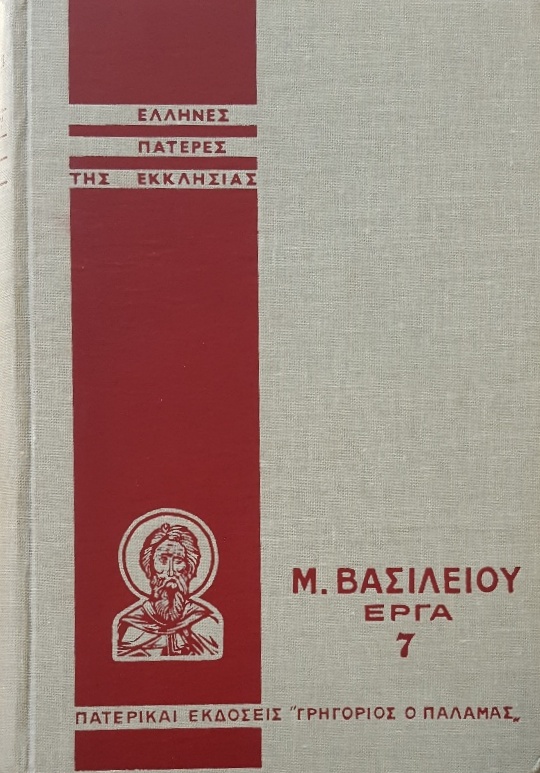 ΕΛΛΗΝΕΣ
ΠΑΤΕΡΕΣ
ΤΗΣ ΕΚΚΛΗΣΙΑΣ
Μ. ΒΑΣΙΛΕΙΟΥ
ΕΡΓΑ
7
ΠΑΤΕΡΙΚΑΙ ΕΚΔΟΣΕΙΣ "ΓΡΗΓΟΡΙΟΣ Ο ΠΑΛΑΜΑΣ„